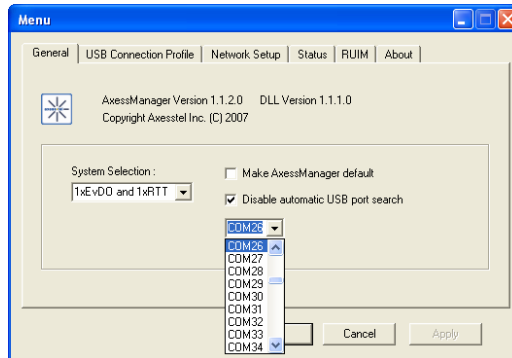 Menu
General USB Connection Profile Network Setup Status RUIM About
AxessManager Version 1.1.2.0 DLL Version 1.1.1.0
Copyright Axesstel Inc. (C) 2007
System Selection :
1xEvDO and 1xRTT
Make AxessManager default
Disable automatic USB port search
COM26
COM26
COM27
COM28
COM29
COM30
COM31
COM32
COM33
COM34
Cancel Apply